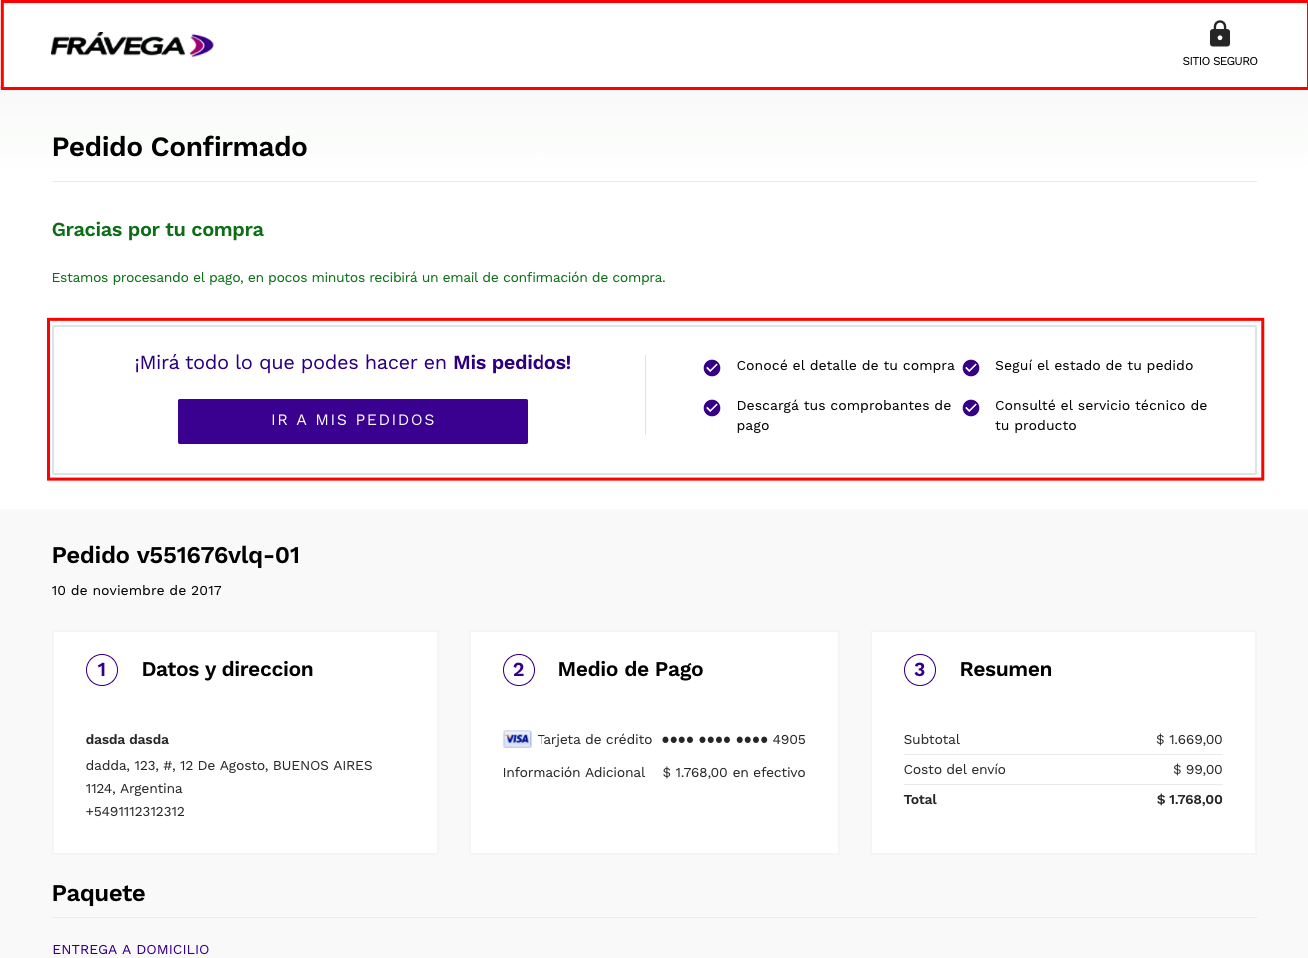 FRÁVEGA
SITIO SEGURO
Pedido Confirmado
Gracias por tu compra
Estamos procesando el pago, en pocos minutos recibirá un email de confirmación de compra.
¡Mirá todo lo que podes hacer en Mis pedidos!
IR A MIS PEDIDOS
Conocé el detalle de tu compra
Seguí el estado de tu pedido
Descargá tus comprobantes de
pago
Consulté el servicio técnico de
tu producto
Pedido v551676vlq-01
10 de noviembre de 2017
1 Datos y direccion
dasda dasda
dadda, 123, #, 12 De Agosto, BUENOS AIRES
1124, Argentina
+5491112312312
2 Medio de Pago
VISA Tarjeta de crédito •••• •••• •••• 4905
Información Adicional $ 1.768,00 en efectivo
3 Resumen
Subtotal $ 1.669,00
Costo del envío $ 99,00
Total $ 1.768,00
Paquete
ENTREGA A DOMICILIO